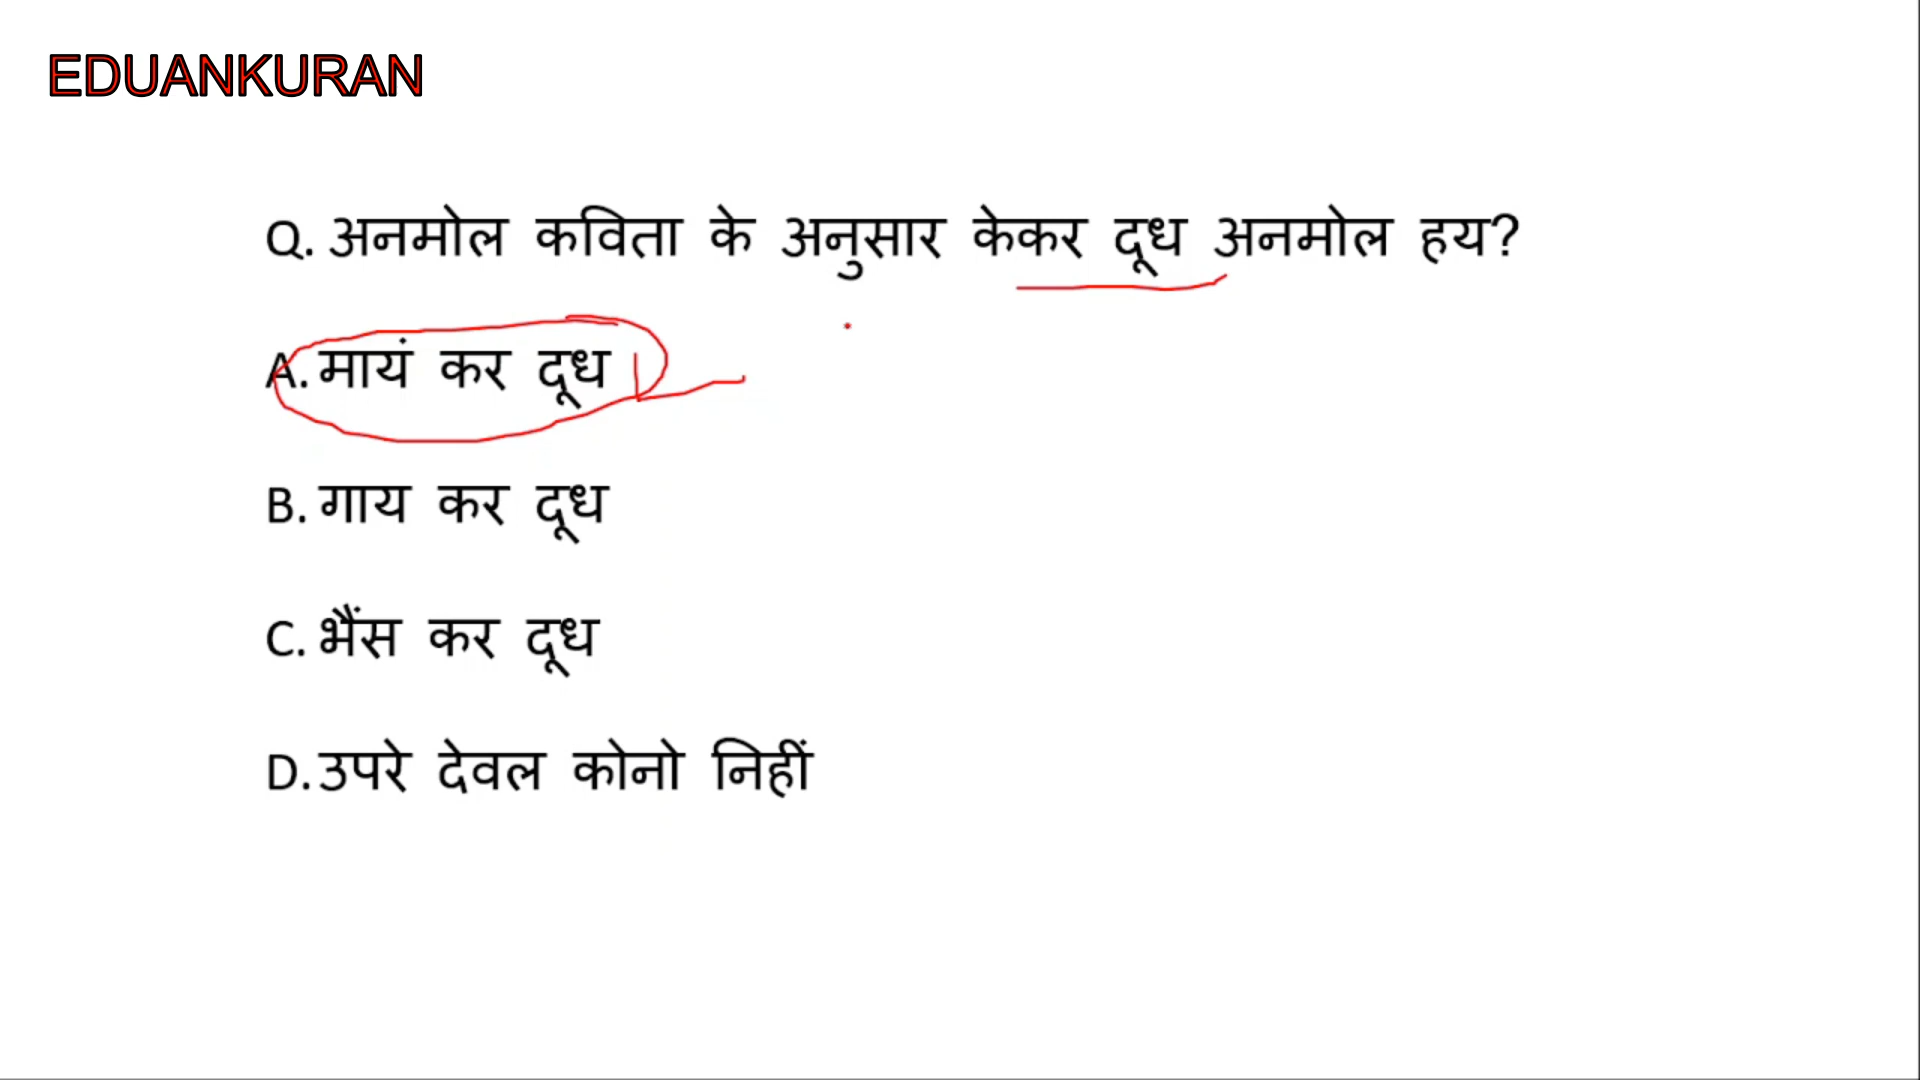 EDUANKURAN
Q. अनमोल कविता के अनुसार केकर दूध अनमोल हय?
A. मायं कर दूध
B. गाय कर दूध
C. भैंस कर दूध
D. उपरे देवल कोनो निहीं